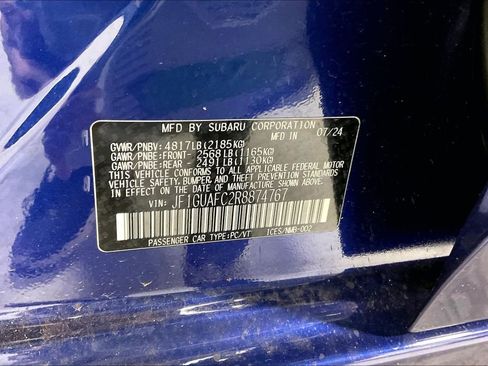 MFD BY SUBARU CORPORATION
MFD IN 07/24
GVWR/PNBV: 4817LB(2185KG)
GAWR/PNBE:FRONT- 2568LB(1165KG)
GAWR/PNBE:REAR- 2491LB(1130KG)
THIS VEHICLE CONFORMS TO ALL APPLICABLE FEDERAL MOTOR
VEHICLE SAFETY, BUMPER, AND THEFT PREVENTION STANDARDS
IN EFFECT ON THE DATE OF MANUFACTURE SHOWN ABOVE.
VIN: JF1GUAFC2R8874767
PASSENGER CAR TYPE:PC/VT ICES/NMB-002